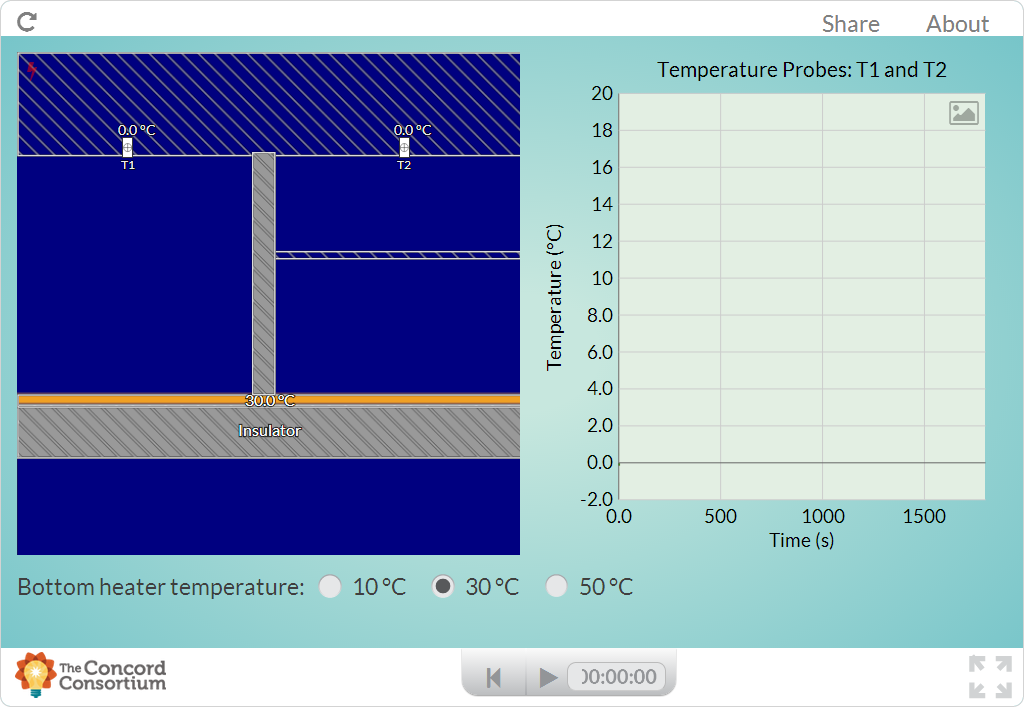 Share About
Temperature Probes: T1 and T2
0.0 °C 0.0 °C
T1 T2
30.0 °C
Insulator
Temperature (°C)
20
18
16
14
12
10
8.0
6.0
4.0
2.0
0.0
-2.0
0.0 500 1000 1500
Time (s)
Bottom heater temperature: 10 °C 30 °C 50 °C
The Concord
Consortium
00:00:00